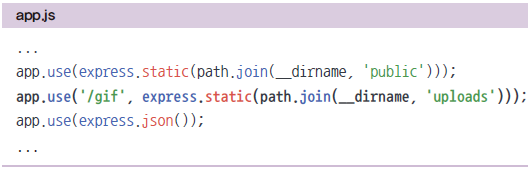 app.js
...
app.use(express.static(path.join(__dirname, 'public')));
app.use('/gif', express.static(path.join(__dirname, 'uploads')));
app.use(express.json());
...